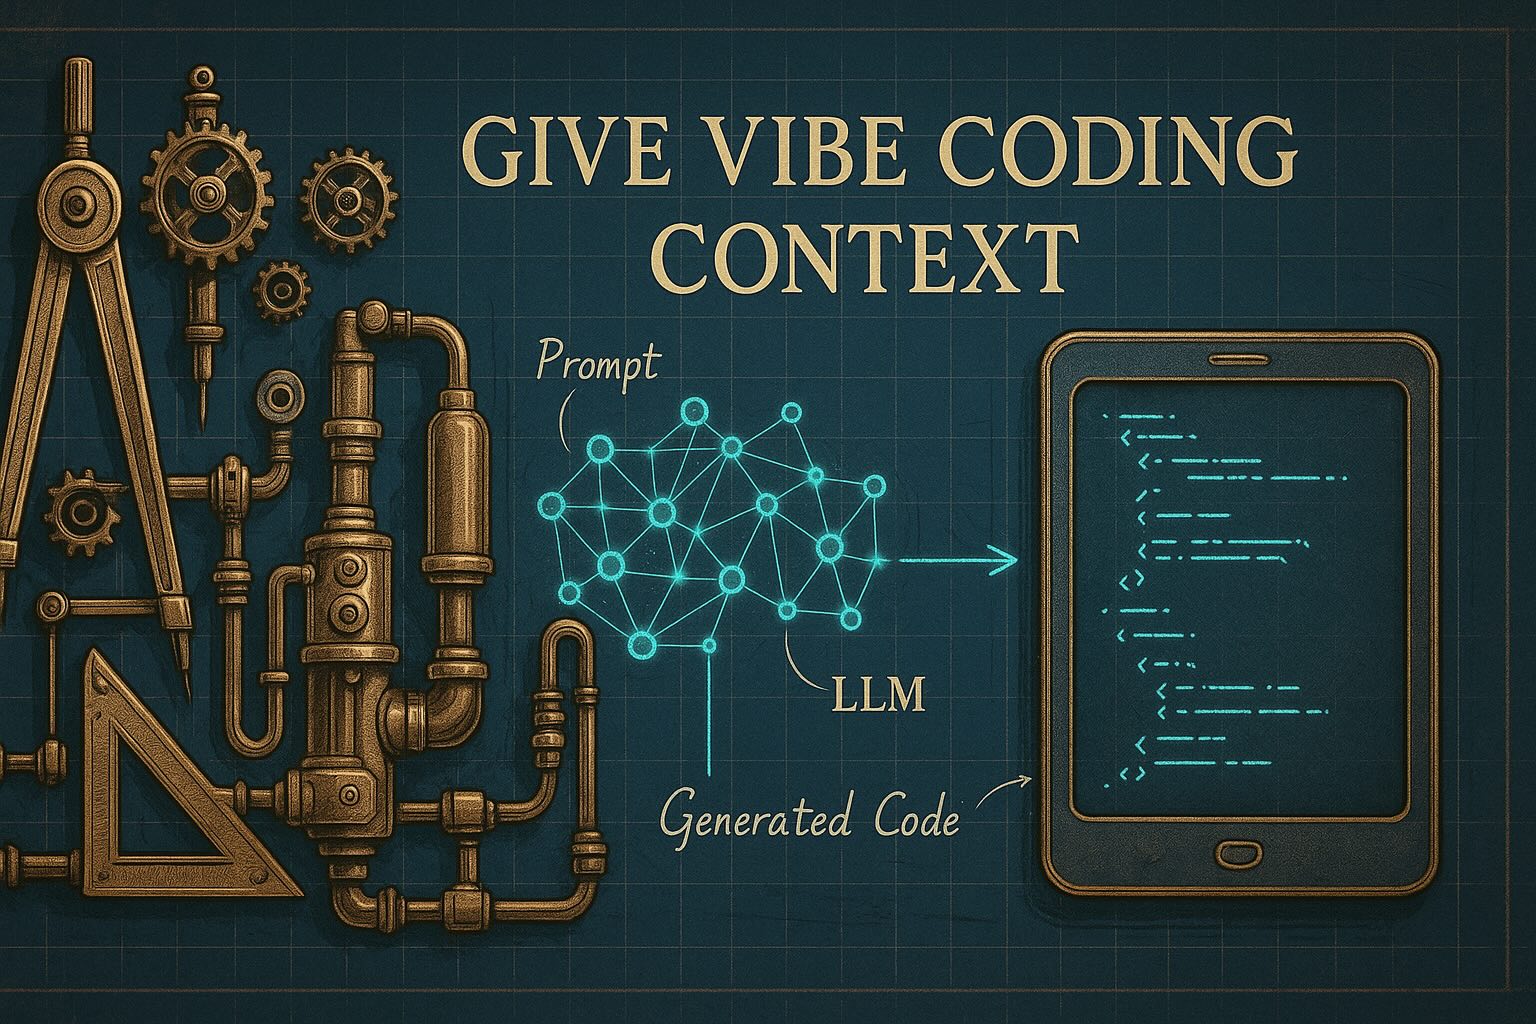 GIVE VIBE CODING
CONTEXT
Prompt
LLM
Generated Code